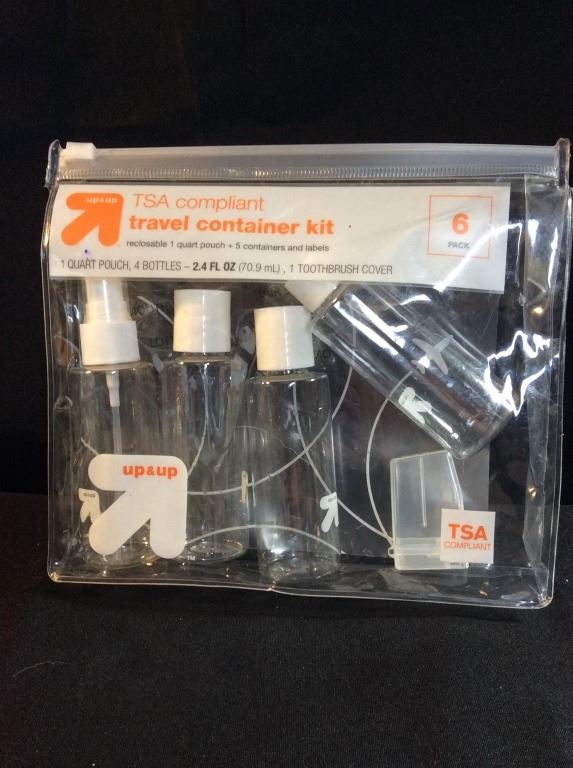 up&up
TSA compliant
travel container kit
reclosable 1 quart pouch + 5 containers and labels
6
PACK
1 QUART POUCH, 4 BOTTLES – 2.4 FL OZ (70.9 mL) , 1 TOOTHBRUSH COVER
up&up
TM
TSA
COMPLIANT